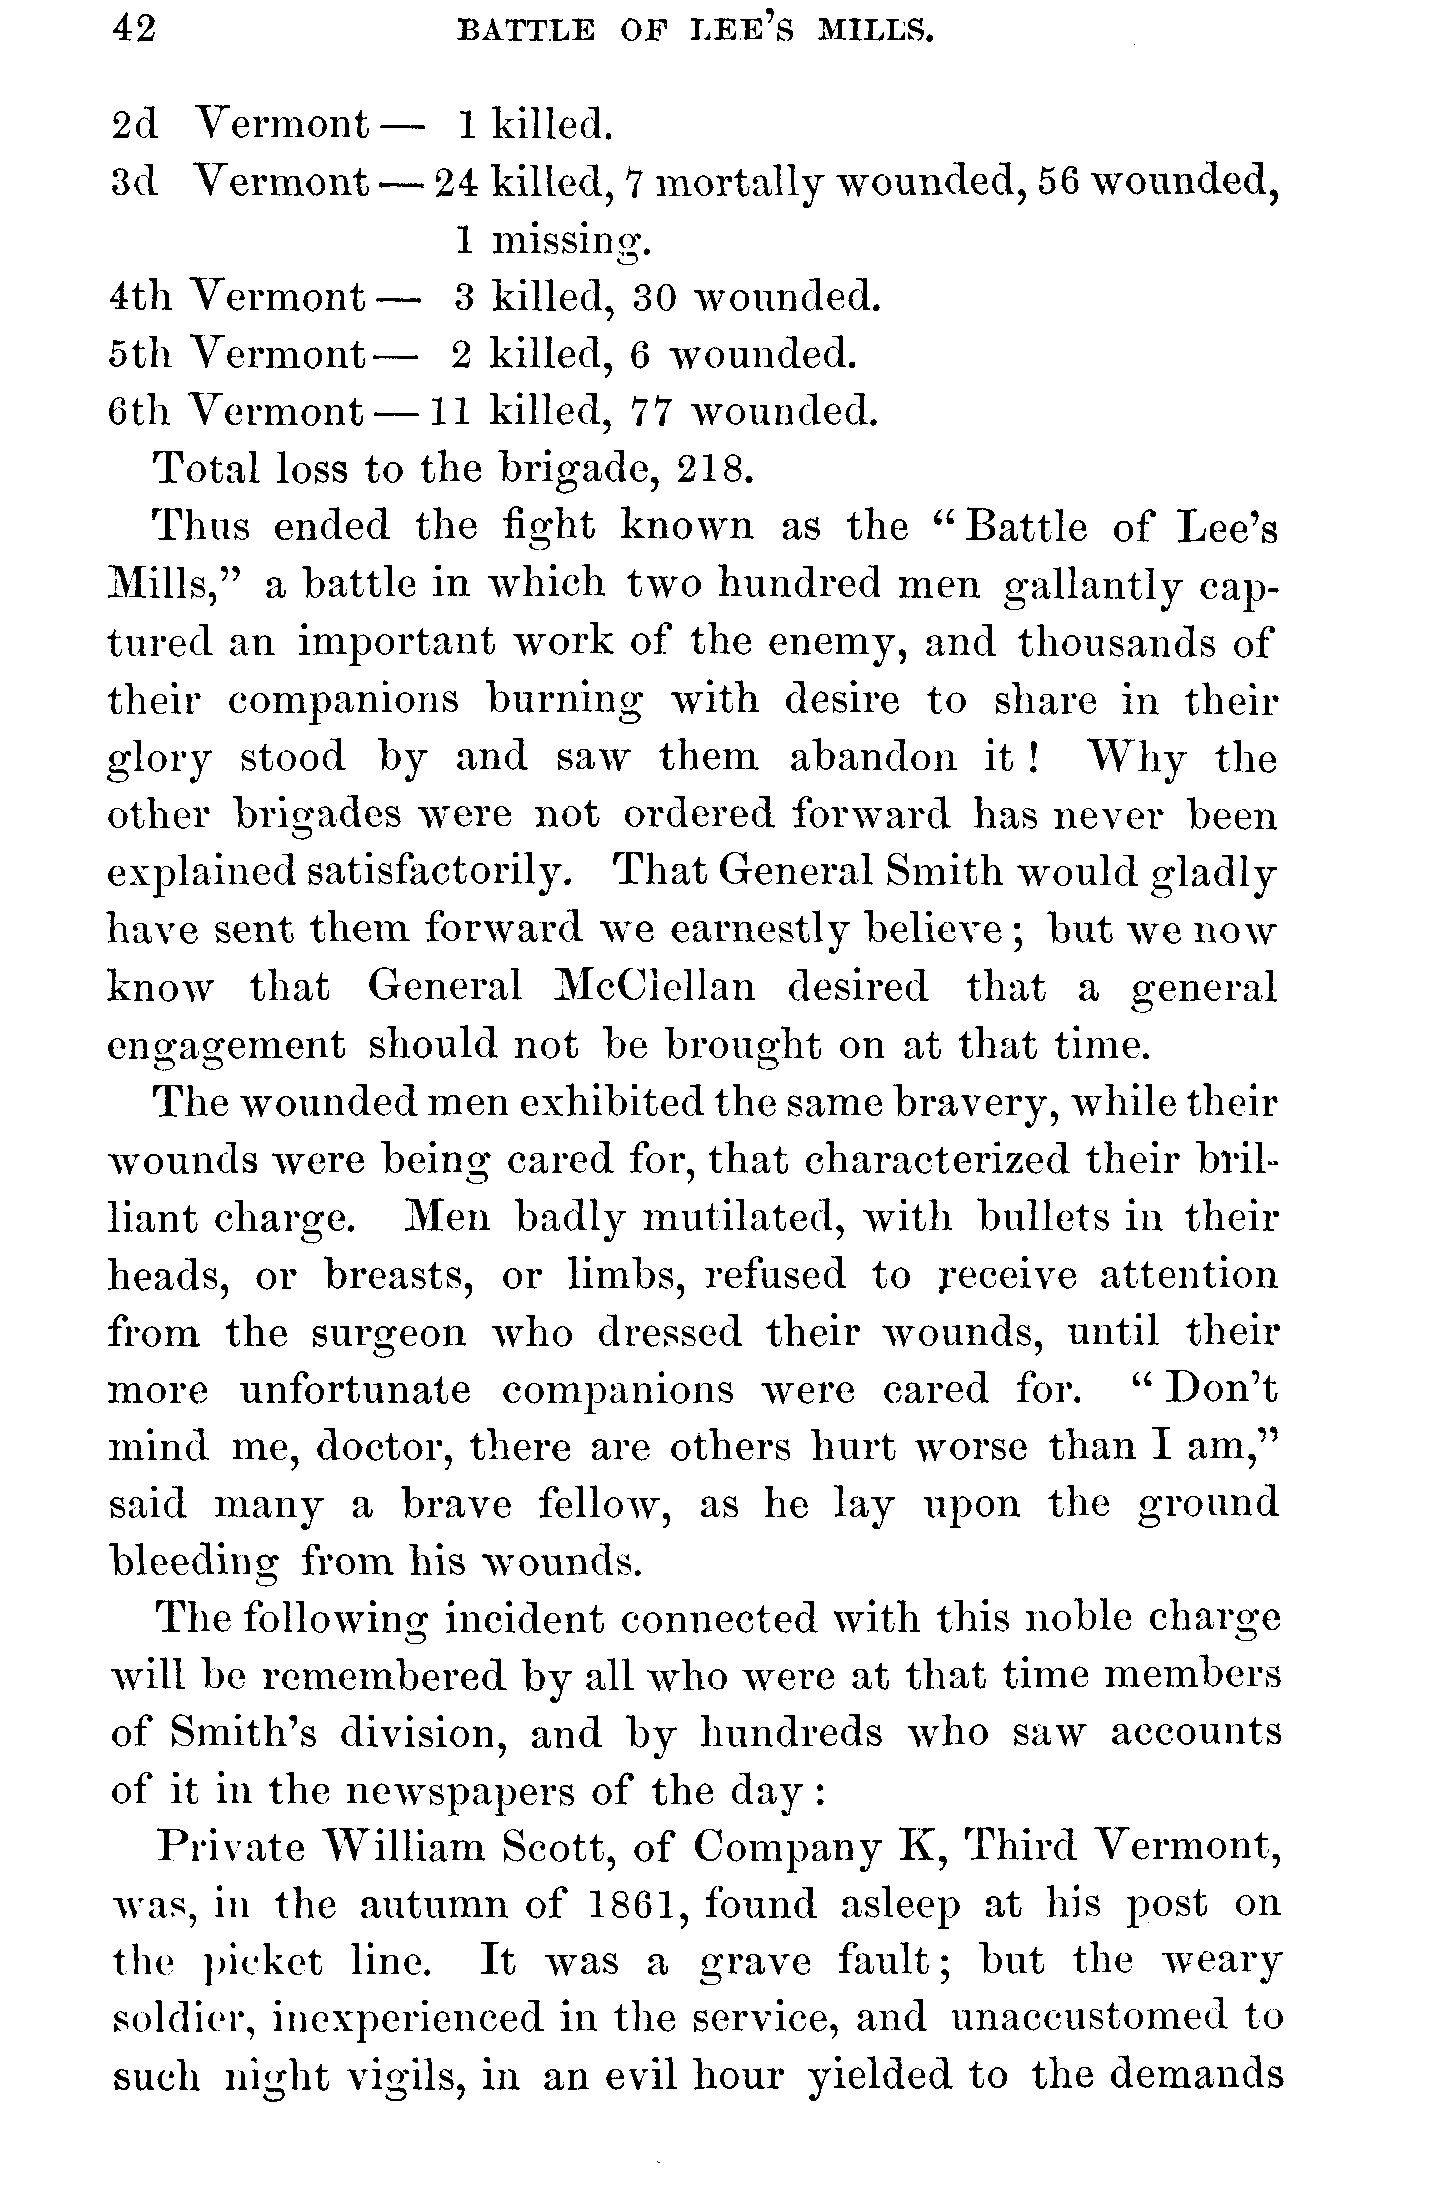 42 BATTLE OF LEE'S MILLS.
2d Vermont — 1 killed.
3d Vermont — 24 killed, 7 mortally wounded, 56 wounded,
1 missing.
4th Vermont — 3 killed, 30 wounded.
5th Vermont — 2 killed, 6 wounded.
6th Vermont — 11 killed, 77 wounded.
Total loss to the brigade, 218.
Thus ended the fight known as the "Battle of Lee's
Mills," a battle in which two hundred men gallantly cap-
tured an important work of the enemy, and thousands of
their companions burning with desire to share in their
glory stood by and saw them abandon it! Why the
other brigades were not ordered forward has never been
explained satisfactorily. That General Smith would gladly
have sent them forward we earnestly believe; but we now
know that General McClellan desired that a general
engagement should not be brought on at that time.
The wounded men exhibited the same bravery, while their
wounds were being cared for, that characterized their bril-
liant charge. Men badly mutilated, with bullets in their
heads, or breasts, or limbs, refused to receive attention
from the surgeon who dressed their wounds, until their
more unfortunate companions were cared for. "Don't
mind me, doctor, there are others hurt worse than I am,"
said many a brave fellow, as he lay upon the ground
bleeding from his wounds.
The following incident connected with this noble charge
will be remembered by all who were at that time members
of Smith's division, and by hundreds who saw accounts
of it in the newspapers of the day:
Private William Scott, of Company K, Third Vermont,
was, in the autumn of 1861, found asleep at his post on
the picket line. It was a grave fault; but the weary
soldier, inexperienced in the service, and unaccustomed to
such night vigils, in an evil hour yielded to the demands